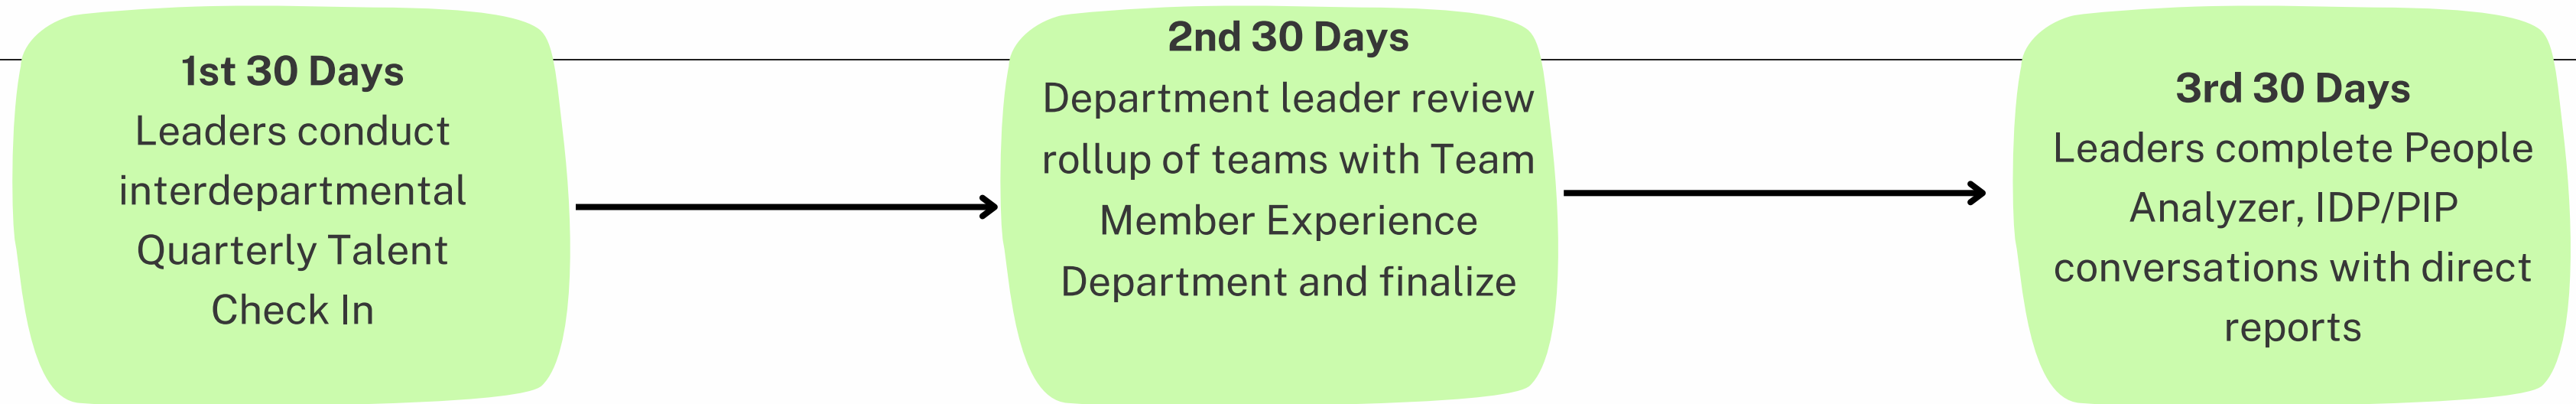 1st 30 Days
Leaders conduct
interdepartmental
Quarterly Talent
Check In
2nd 30 Days
Department leader review
rollup of teams with Team
Member Experience
Department and finalize
3rd 30 Days
Leaders complete People
Analyzer, IDP/PIP
conversations with direct
reports